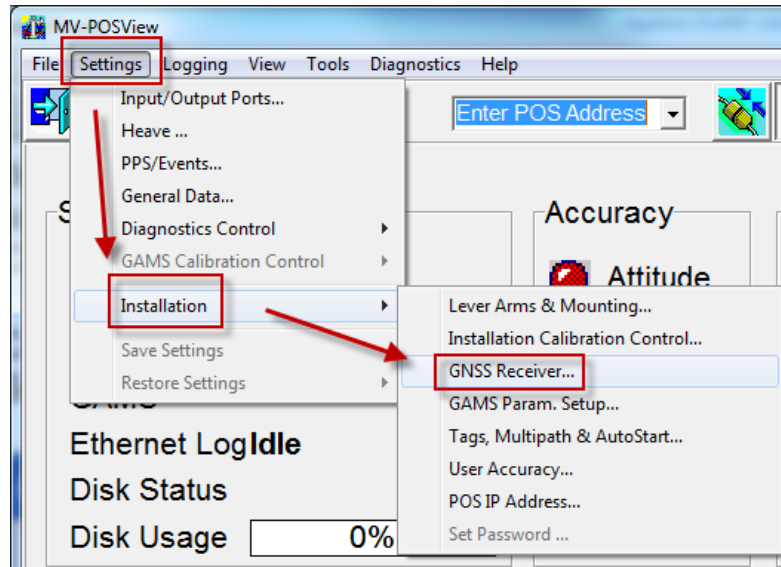 MV-POSView
File Settings Logging View Tools Diagnostics Help
Enter POS Address
Input/Output Ports...
Heave ...
PPS/Events...
General Data...
Diagnostics Control
GAMS Calibration Control
Installation
Save Settings
Restore Settings
Accuracy
Attitude
Lever Arms & Mounting...
Installation Calibration Control...
GNSS Receiver...
GAMS Param. Setup...
Tags, Multipath & AutoStart...
User Accuracy...
POS IP Address...
Set Password ...
Ethernet Log Idle
Disk Status
Disk Usage 0%